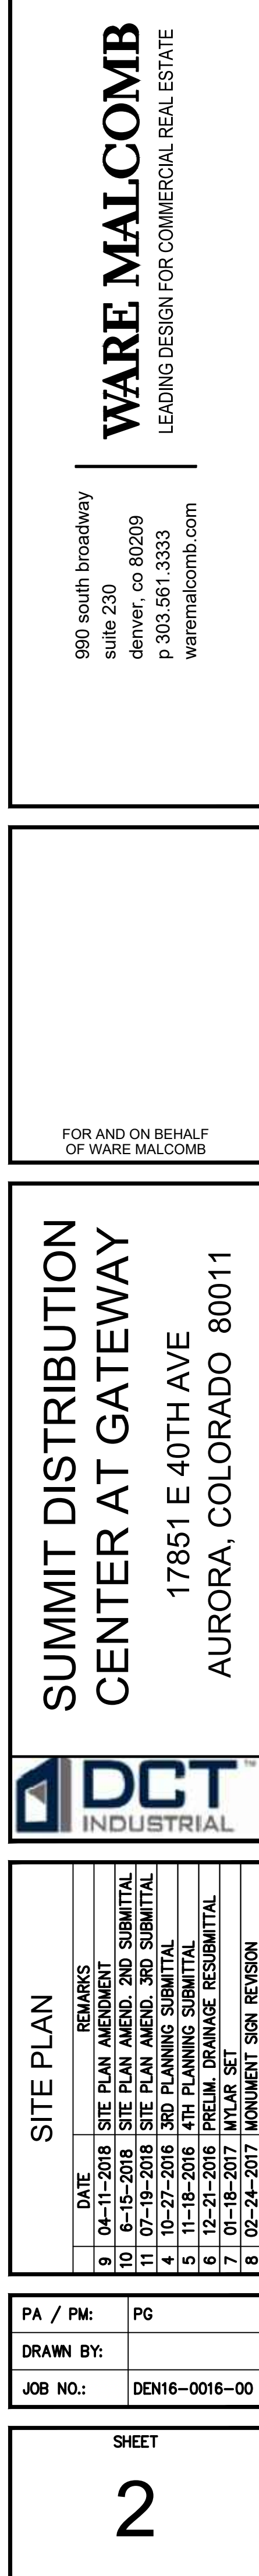 WARE MALCOMB
LEADING DESIGN FOR COMMERCIAL REAL ESTATE
990 south broadway
suite 230
denver, co 80209
p 303.561.3333
waremalcomb.com
FOR AND ON BEHALF
OF WARE MALCOMB
SUMMIT DISTRIBUTION
CENTER AT GATEWAY
17851 E 40TH AVE
AURORA, COLORADO 80011
DCT™
INDUSTRIAL
SITE PLAN
DATE REMARKS
9 04-11-2018 SITE PLAN AMENDMENT
10 6-15-2018 SITE PLAN AMEND. 2ND SUBMITTAL
11 07-19-2018 SITE PLAN AMEND. 3RD SUBMITTAL
4 10-27-2016 3RD PLANNING SUBMITTAL
5 11-18-2016 4TH PLANNING SUBMITTAL
6 12-21-2016 PRELIM. DRAINAGE RESUBMITTAL
7 01-18-2017 MYLAR SET
8 02-24-2017 MONUMENT SIGN REVISION
PA / PM: PG
DRAWN BY:
JOB NO.: DEN16-0016-00
SHEET
2